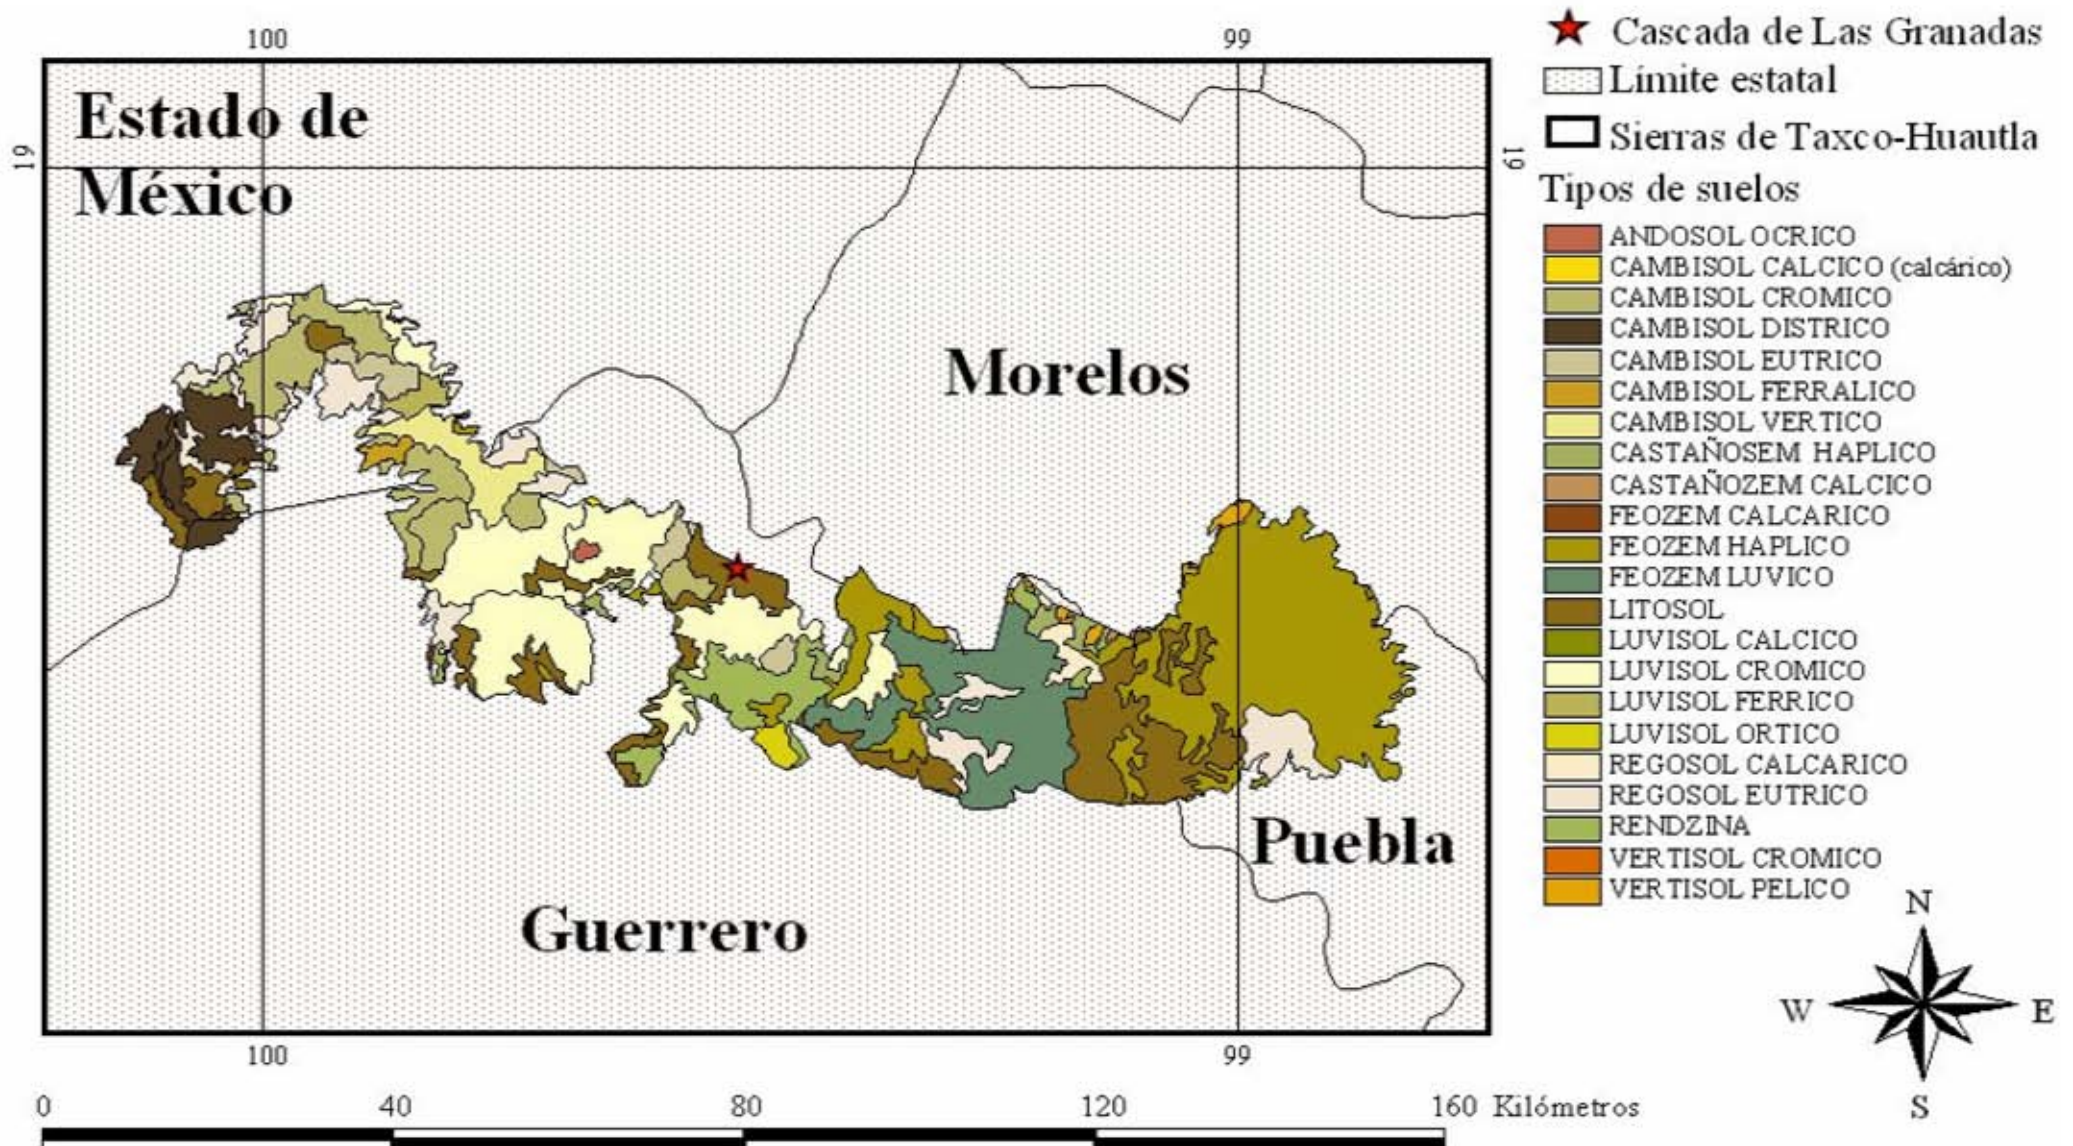 100
99
Estado de
México
19
19
Morelos
Guerrero
Puebla
100
99
0
40
80
120
160 Kilómetros
Cascada de Las Granadas
Límite estatal
Sierras de Taxco-Huautla
Tipos de suelos
ANDOSOL OCRICO
CAMBISOL CALCICO (calcárico)
CAMBISOL CROMICO
CAMBISOL DISTRICO
CAMBISOL EUTRICO
CAMBISOL FERRALICO
CAMBISOL VERTICO
CASTAÑOSEM HAPLICO
CASTAÑOZEM CALCICO
FEOZEM CALCARICO
FEOZEM HAPLICO
FEOZEM LUVICO
LITOSOL
LUVISOL CALCICO
LUVISOL CROMICO
LUVISOL FERRICO
LUVISOL ORTICO
REGOSOL CALCARICO
REGOSOL EUTRICO
RENDZINA
VERTISOL CROMICO
VERTISOL PELICO
N
W
E
S